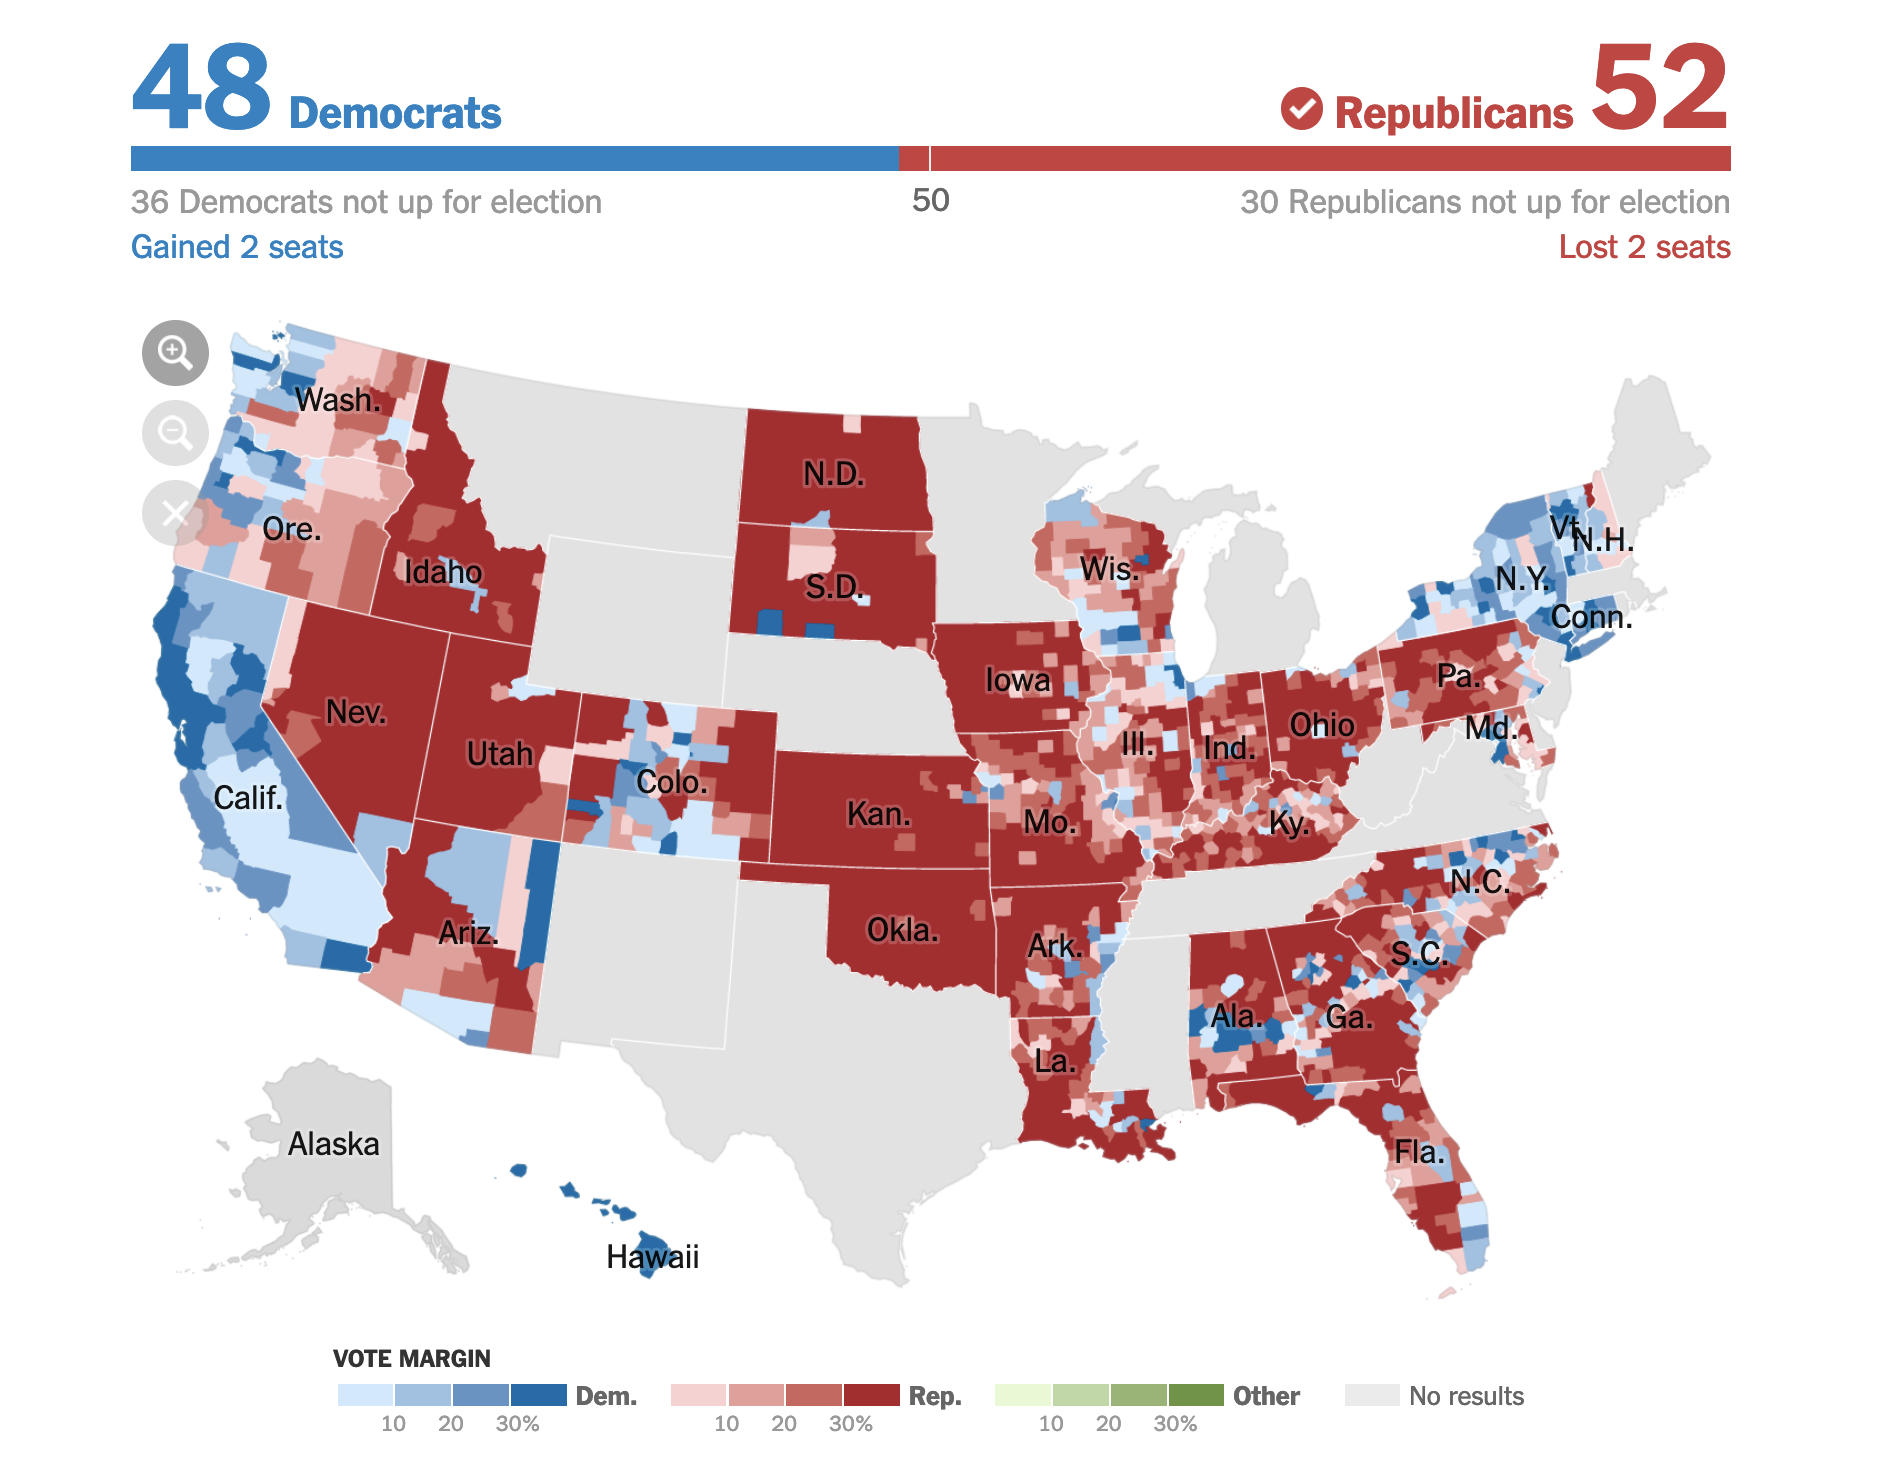 48 Democrats
Republicans 52
36 Democrats not up for election
50
30 Republicans not up for election
Gained 2 seats
Lost 2 seats
Wash.
Ore.
Idaho
N.D.
S.D.
Wis.
Vt.
N.H.
N.Y.
Conn.
Nev.
Utah
Calif.
Colo.
Iowa
Ill.
Ind.
Ohio
Pa.
Md.
Kan.
Mo.
Ky.
N.C.
S.C.
Ariz.
Okla.
Ark.
Ala.
Ga.
La.
Fla.
Alaska
Hawaii
VOTE MARGIN
Dem.
Rep.
Other
No results
10 20 30%
10 20 30%
10 20 30%